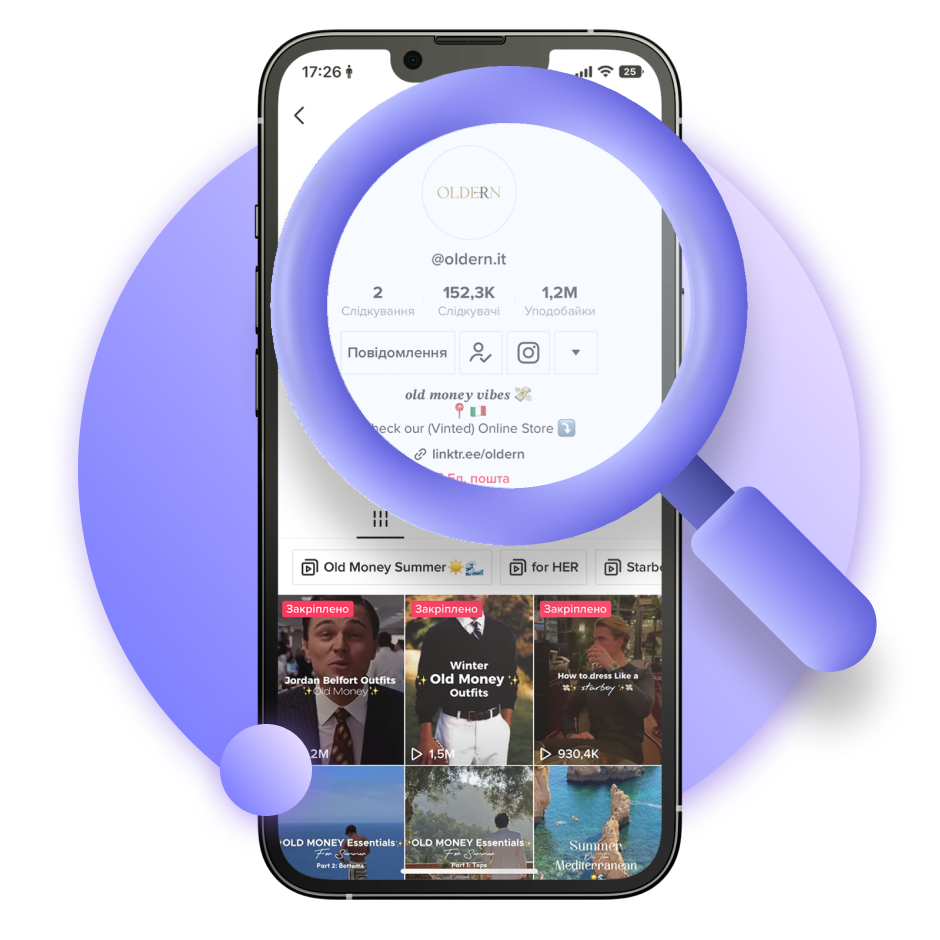 17:26
25
OLDERN
@oldern.it
2 152,3K 1,2M
Слідкування Слідкувачі Уподобайки
Повідомлення
old money vibes 💸
📍🇮🇹
heck our (Vinted) Online Store ⤵️
linktr.ee/oldern
Ел. пошта
Old Money Summer☀️🌊 for HER Starbo
Закріплено Закріплено Закріплено
Jordan Belfort Outfits
✨Old Money✨
2M
Winter
✨Old Money✨
Outfits
1,5M
How to dress Like a
💸✨starboy✨💸
930,4K
OLD MONEY Essentials
For Summer
Part 2: Bottoms
OLD MONEY Essentials
For Summer
Part 1: Tops
Summer
On The
Mediterranean